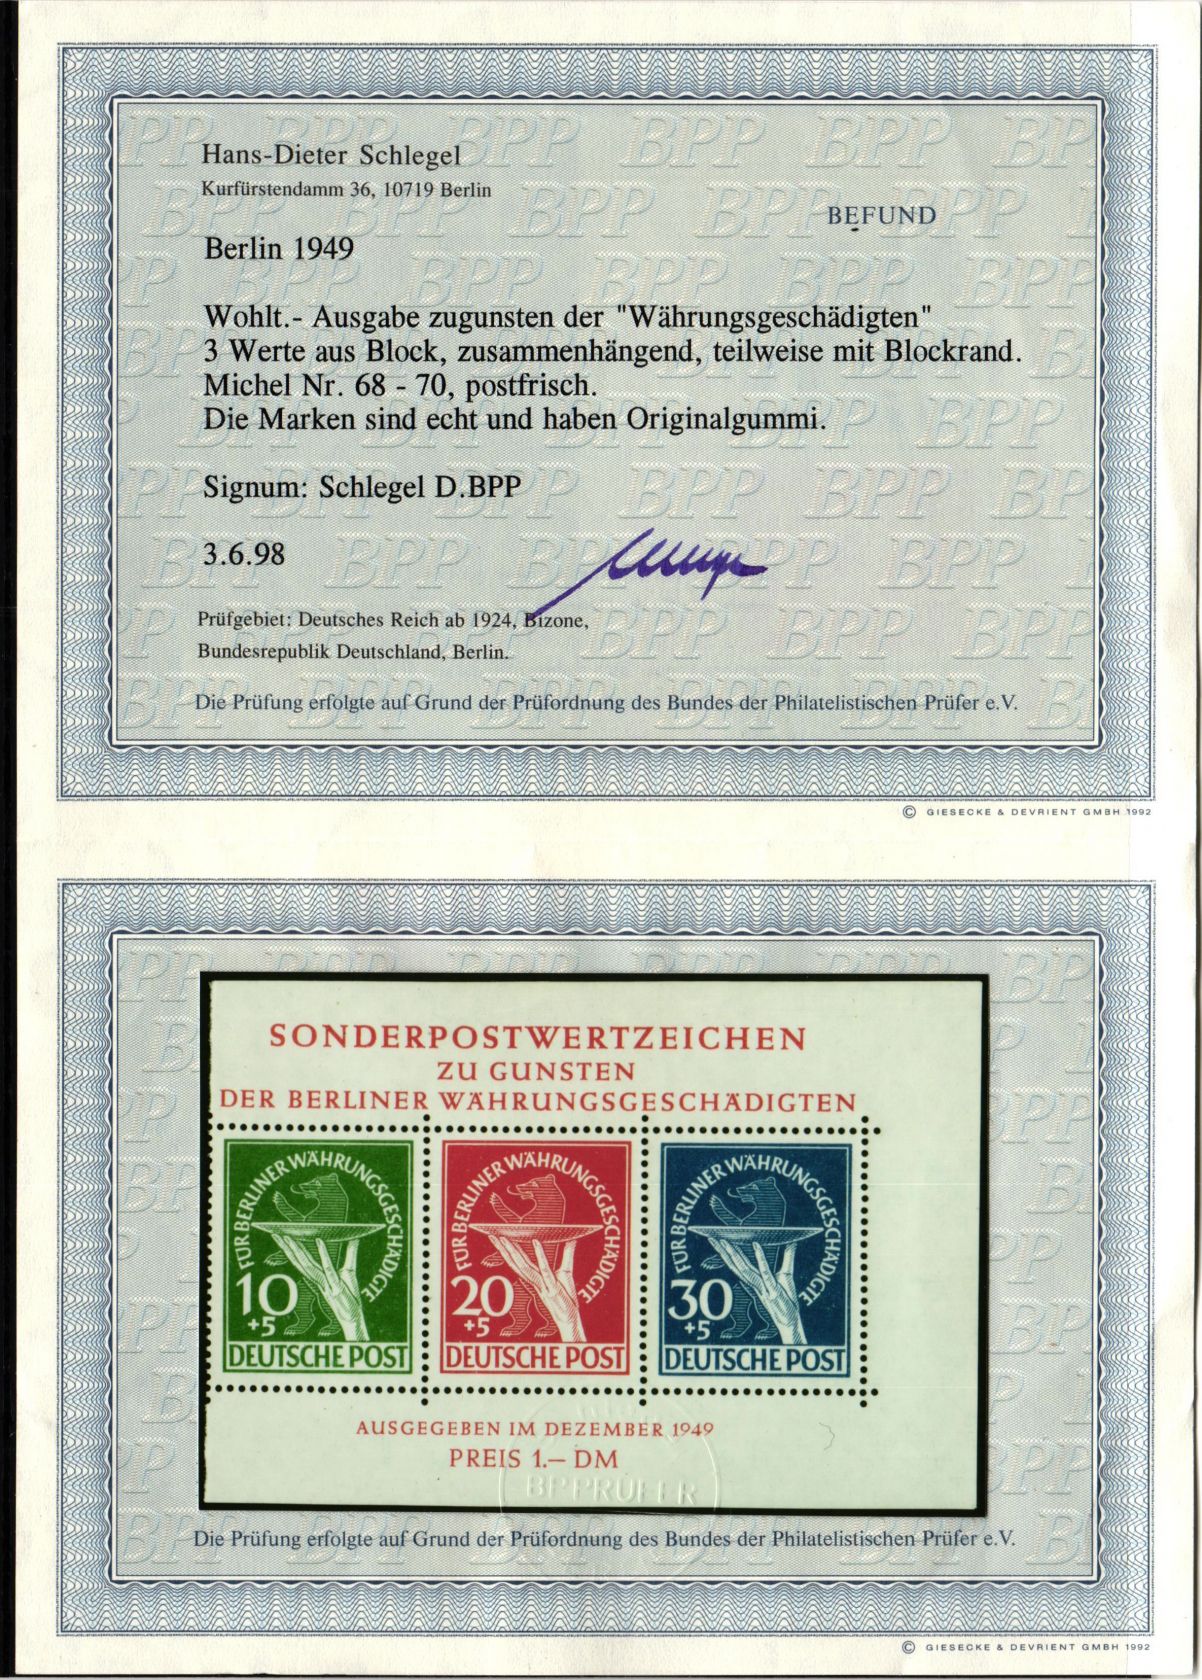 Hans-Dieter Schlegel
Kurfürstendamm 36, 10719 Berlin
BEFUND
Berlin 1949
Wohlt.- Ausgabe zugunsten der "Währungsgeschädigten"
3 Werte aus Block, zusammenhängend, teilweise mit Blockrand.
Michel Nr. 68 - 70, postfrisch.
Die Marken sind echt und haben Originalgummi.
Signum: Schlegel D.BPP
3.6.98
Prüfgebiet: Deutsches Reich ab 1924, Bizone,
Bundesrepublik Deutschland, Berlin.
Die Prüfung erfolgte auf Grund der Prüfordnung des Bundes der Philatelistischen Prüfer e.V.
© GIESECKE & DEVRIENT GMBH 1992
SONDERPOSTWERTZEICHEN
ZU GUNSTEN
DER BERLINER WÄHRUNGSGESCHÄDIGTEN
FÜR BERLINER WÄHRUNGSGESCHÄDIGTE
10
+5
DEUTSCHE POST
FÜR BERLINER WÄHRUNGSGESCHÄDIGTE
20
+5
DEUTSCHE POST
FÜR BERLINER WÄHRUNGSGESCHÄDIGTE
30
+5
DEUTSCHE POST
AUSGEGEBEN IM DEZEMBER 1949
PREIS 1.— DM
Die Prüfung erfolgte auf Grund der Prüfordnung des Bundes der Philatelistischen Prüfer e.V.
© GIESECKE & DEVRIENT GMBH 1992